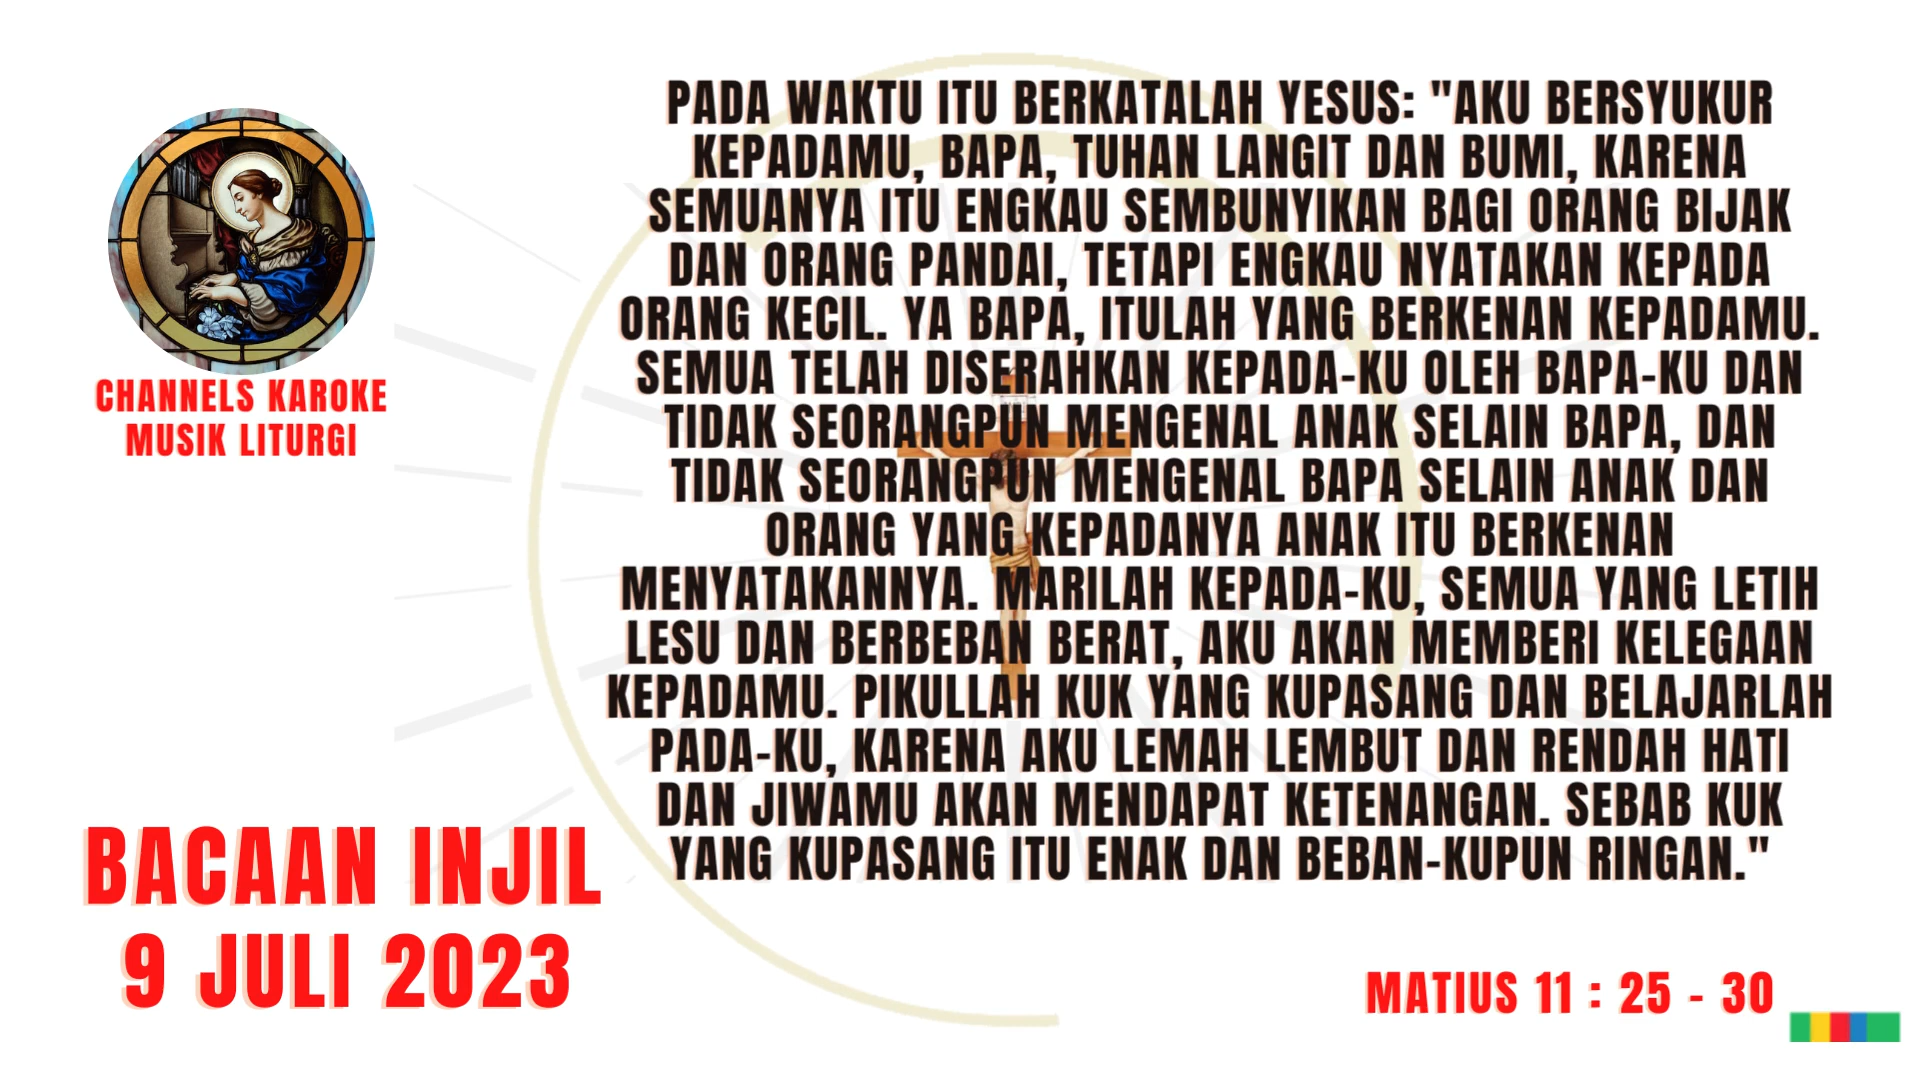 CHANNELS KAROKE
MUSIK LITURGI
PADA WAKTU ITU BERKATALAH YESUS: "AKU BERSYUKUR
KEPADAMU, BAPA, TUHAN LANGIT DAN BUMI, KARENA
SEMUANYA ITU ENGKAU SEMBUNYIKAN BAGI ORANG BIJAK
DAN ORANG PANDAI, TETAPI ENGKAU NYATAKAN KEPADA
ORANG KECIL. YA BAPA, ITULAH YANG BERKENAN KEPADAMU.
SEMUA TELAH DISERAHKAN KEPADA-KU OLEH BAPA-KU DAN
TIDAK SEORANGPUN MENGENAL ANAK SELAIN BAPA, DAN
TIDAK SEORANGPUN MENGENAL BAPA SELAIN ANAK DAN
ORANG YANG KEPADANYA ANAK ITU BERKENAN
MENYATAKANNYA. MARILAH KEPADA-KU, SEMUA YANG LETIH
LESU DAN BERBEBAN BERAT, AKU AKAN MEMBERI KELEGAAN
KEPADAMU. PIKULLAH KUK YANG KUPASANG DAN BELAJARLAH
PADA-KU, KARENA AKU LEMAH LEMBUT DAN RENDAH HATI
DAN JIWAMU AKAN MENDAPAT KETENANGAN. SEBAB KUK
YANG KUPASANG ITU ENAK DAN BEBAN-KUPUN RINGAN."
BACAAN INJIL
9 JULI 2023
MATIUS 11 : 25 - 30